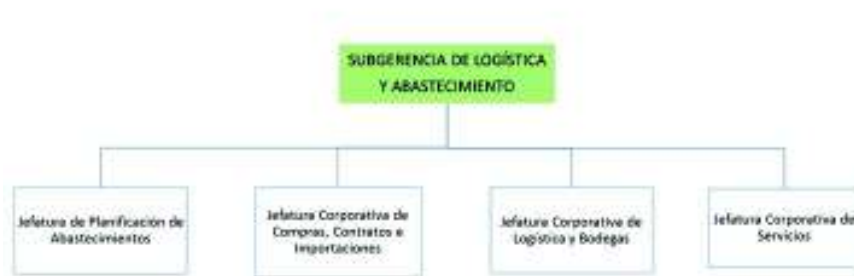 SUBGERENCIA DE LOGÍSTICA
Y ABASTECIMIENTO
Jefatura de Planificación de
Abastecimientos
Jefatura Corporativa de
Compras, Contratos e
Importaciones
Jefatura Corporativa de
Logística y Bodegas
Jefatura Corporativa de
Servicios